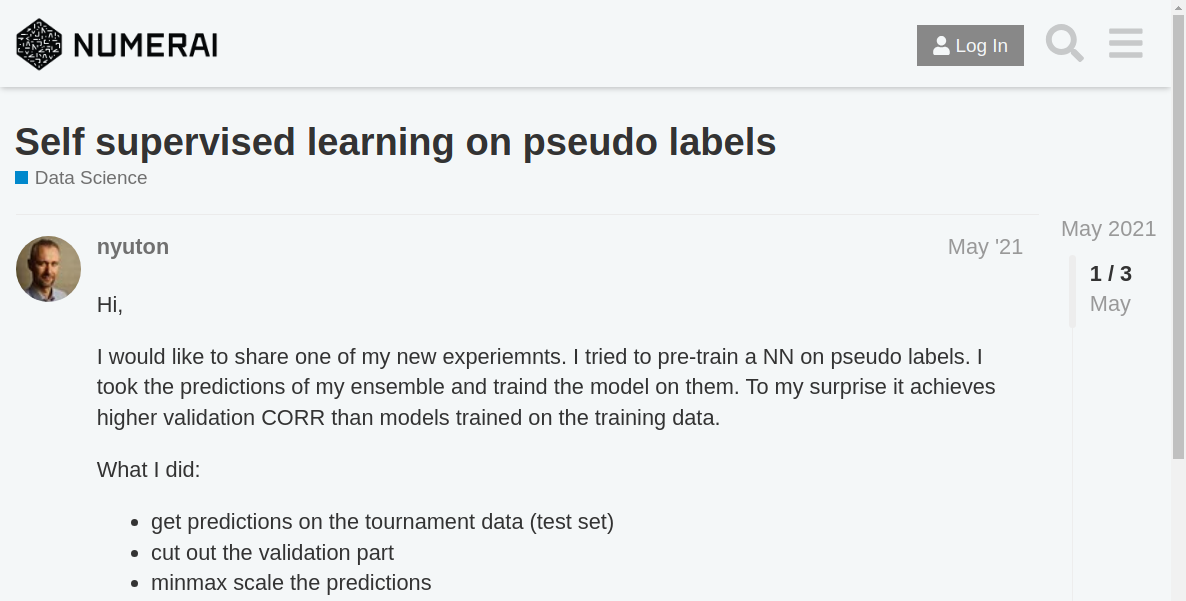 NUMERAI
Log In
Self supervised learning on pseudo labels
Data Science
nyuton
May '21
May 2021
1 / 3
May
Hi,
I would like to share one of my new experiemnts. I tried to pre-train a NN on pseudo labels. I
took the predictions of my ensemble and traind the model on them. To my surprise it achieves
higher validation CORR than models trained on the training data.
What I did:
get predictions on the tournament data (test set)
cut out the validation part
minmax scale the predictions